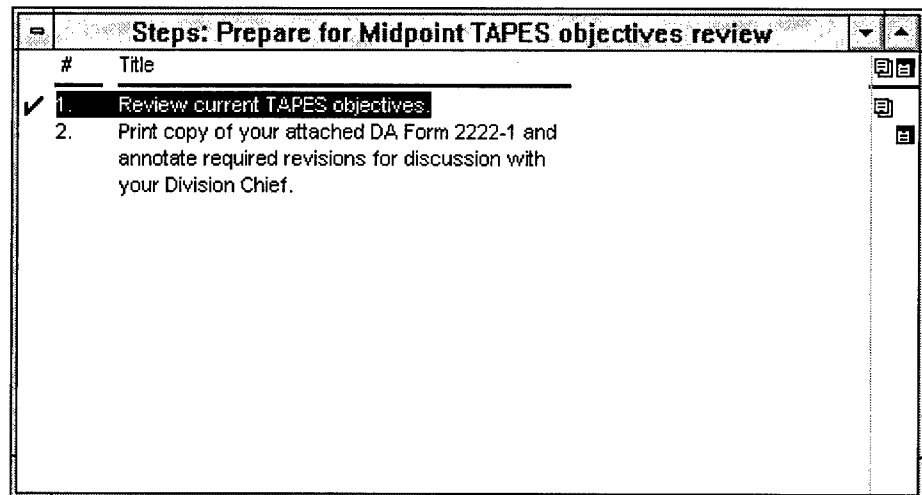 Steps: Prepare for Midpoint TAPES objectives review
# Title
1. Review current TAPES objectives.
2. Print copy of your attached DA Form 2222-1 and
annotate required revisions for discussion with
your Division Chief.